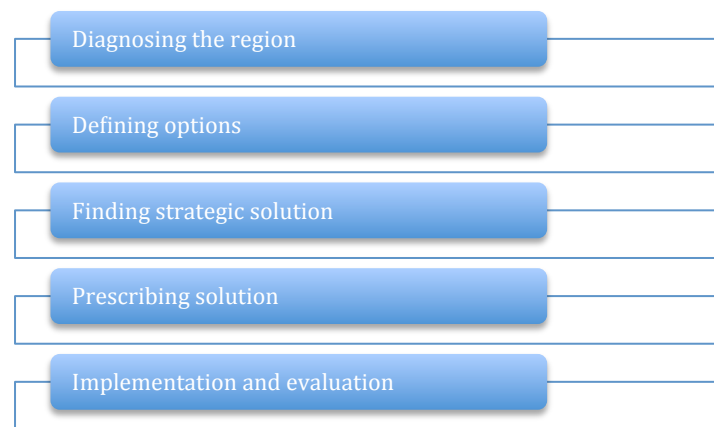 Diagnosing the region
Defining options
Finding strategic solution
Prescribing solution
Implementation and evaluation